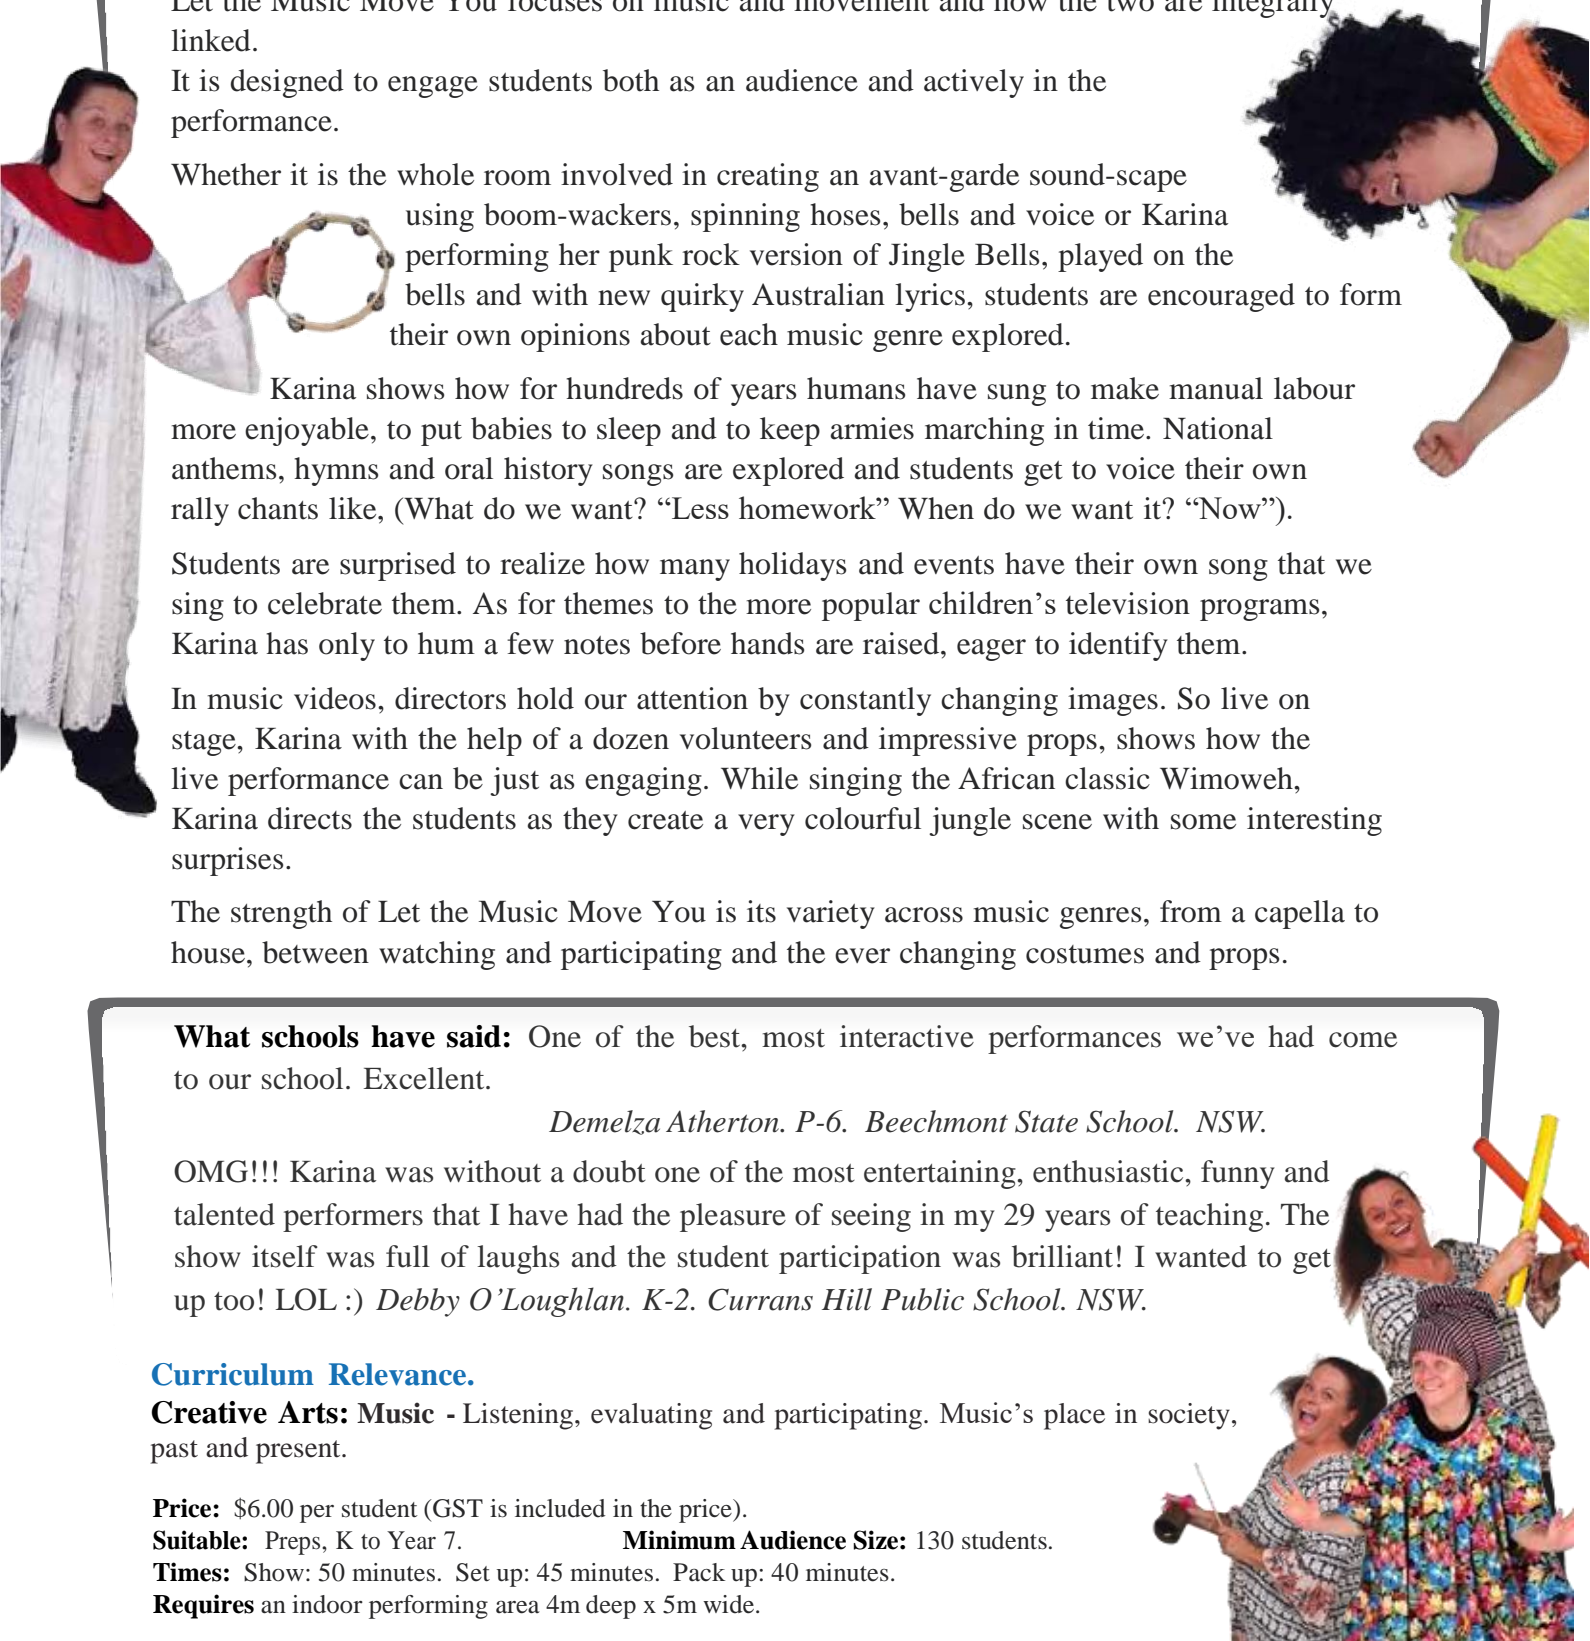 Let the Music Move You focuses on music and movement and how the two are integrally
linked.
It is designed to engage students both as an audience and actively in the
performance.
Whether it is the whole room involved in creating an avant-garde sound-scape
using boom-wackers, spinning hoses, bells and voice or Karina
performing her punk rock version of Jingle Bells, played on the
bells and with new quirky Australian lyrics, students are encouraged to form
their own opinions about each music genre explored.
Karina shows how for hundreds of years humans have sung to make manual labour
more enjoyable, to put babies to sleep and to keep armies marching in time. National
anthems, hymns and oral history songs are explored and students get to voice their own
rally chants like, (What do we want? “Less homework” When do we want it? “Now”).
Students are surprised to realize how many holidays and events have their own song that we
sing to celebrate them. As for themes to the more popular children’s television programs,
Karina has only to hum a few notes before hands are raised, eager to identify them.
In music videos, directors hold our attention by constantly changing images. So live on
stage, Karina with the help of a dozen volunteers and impressive props, shows how the
live performance can be just as engaging. While singing the African classic Wimoweh,
Karina directs the students as they create a very colourful jungle scene with some interesting
surprises.
The strength of Let the Music Move You is its variety across music genres, from a capella to
house, between watching and participating and the ever changing costumes and props.
What schools have said: One of the best, most interactive performances we’ve had come
to our school. Excellent.
Demelza Atherton. P-6. Beechmont State School. NSW.
OMG!!! Karina was without a doubt one of the most entertaining, enthusiastic, funny and
talented performers that I have had the pleasure of seeing in my 29 years of teaching. The
show itself was full of laughs and the student participation was brilliant! I wanted to get
up too! LOL :) Debby O’Loughlan. K-2. Currans Hill Public School. NSW.
Curriculum Relevance.
Creative Arts: Music - Listening, evaluating and participating. Music’s place in society,
past and present.
Price: $6.00 per student (GST is included in the price).
Suitable: Preps, K to Year 7. Minimum Audience Size: 130 students.
Times: Show: 50 minutes. Set up: 45 minutes. Pack up: 40 minutes.
Requires an indoor performing area 4m deep x 5m wide.